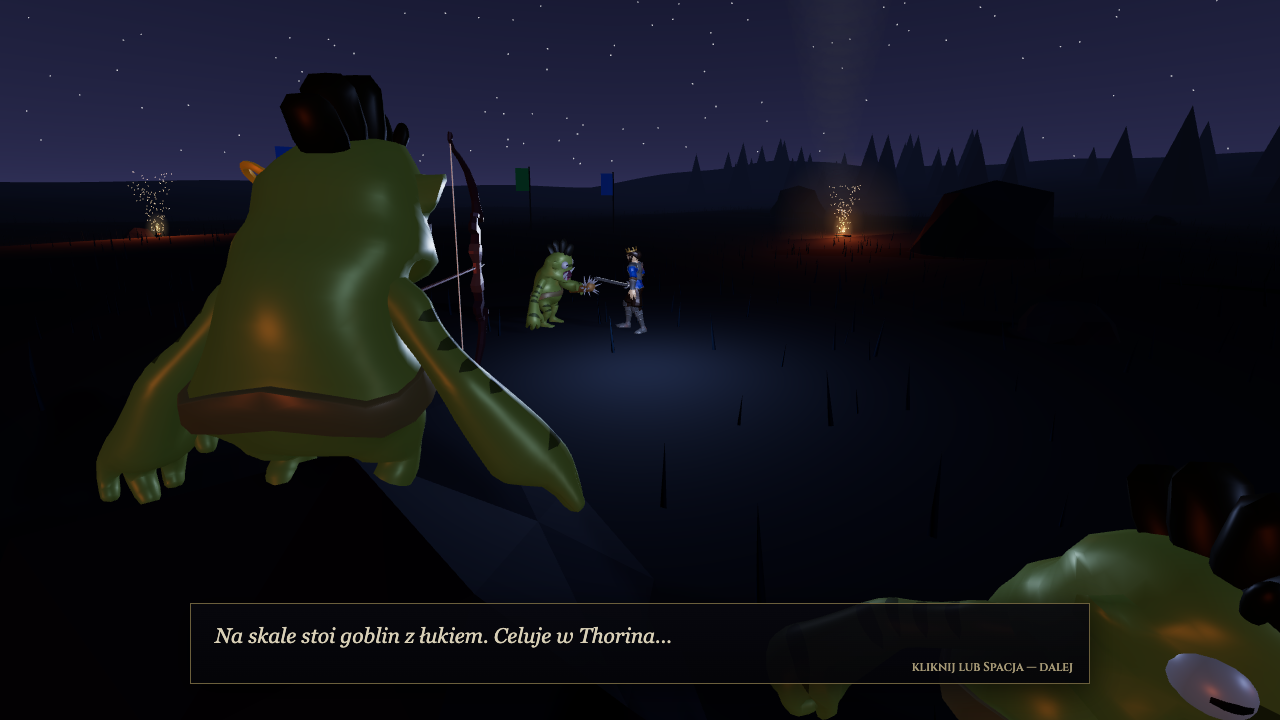 Na skale stoi goblin z łukiem. Celuje w Thorina...
KLIKNIJ LUB SPACJA — DALEJ